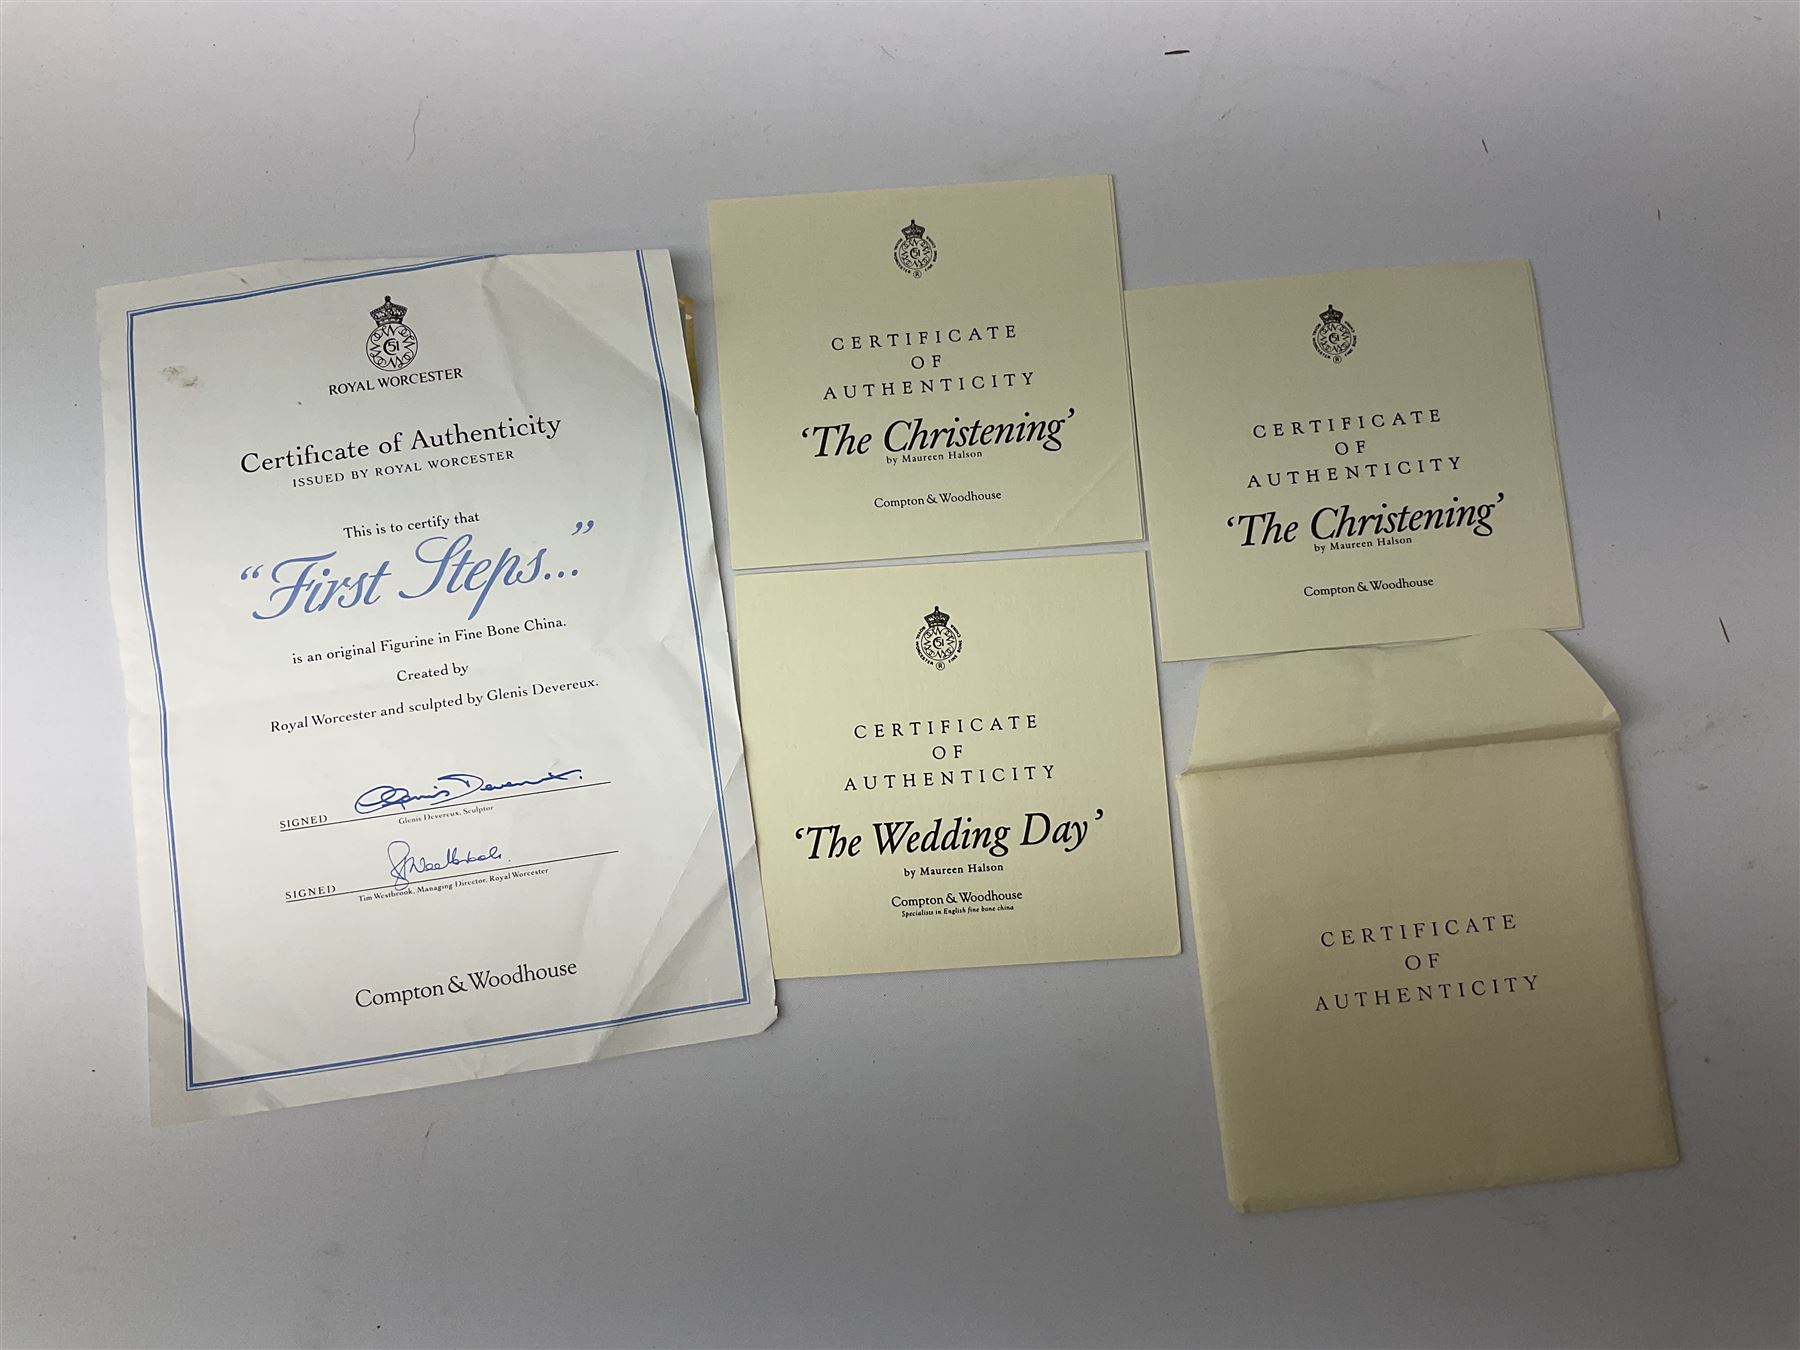 ROYAL WORCESTER
Certificate of Authenticity
ISSUED BY ROYAL WORCESTER
This is to certify that
“First Steps...”
is an original Figurine in Fine Bone China.
Created by
Royal Worcester and sculpted by Glenis Devereux.
SIGNED Glenis Devereux.
Glenis Devereux, Sculptor
SIGNED
Tim Westbrook, Managing Director, Royal Worcester
Compton & Woodhouse
CERTIFICATE
OF
AUTHENTICITY
‘The Christening’
by Maureen Halson
Compton & Woodhouse
CERTIFICATE
OF
AUTHENTICITY
‘The Christening’
by Maureen Halson
Compton & Woodhouse
CERTIFICATE
OF
AUTHENTICITY
‘The Wedding Day’
by Maureen Halson
Compton & Woodhouse
Specialists in English fine bone china
CERTIFICATE
OF
AUTHENTICITY